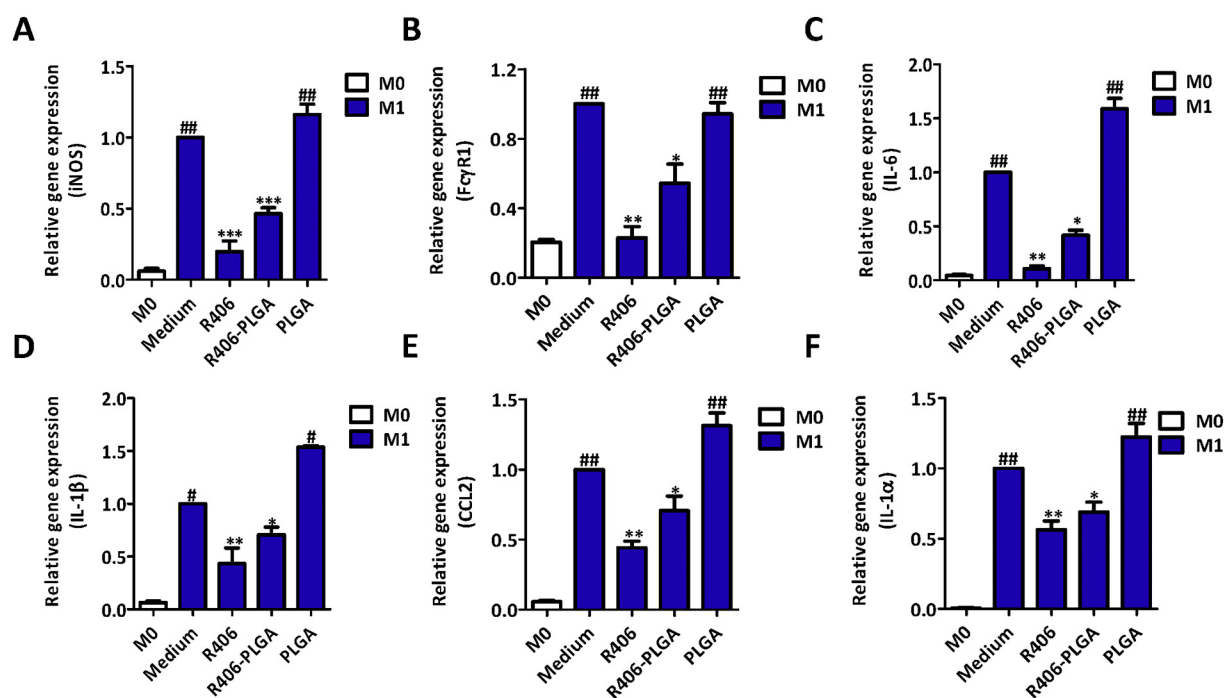 A
Relative gene expression
(iNOS)
1.5
1.0
0.5
0.0
##
***
***
##
M0
M1
M0
Medium
R406
R406-PLGA
PLGA
B
Relative gene expression
(FcγR1)
1.2
0.8
0.4
0.0
##
**
*
##
M0
M1
M0
Medium
R406
R406-PLGA
PLGA
C
Relative gene expression
(IL-6)
2.0
1.5
1.0
0.5
0.0
##
**
*
##
M0
M1
M0
Medium
R406
R406-PLGA
PLGA
D
Relative gene expression
(IL-1β)
2.0
1.5
1.0
0.5
0.0
#
**
*
#
M0
M1
M0
Medium
R406
R406-PLGA
PLGA
E
Relative gene expression
(CCL2)
1.5
1.0
0.5
0.0
##
**
*
##
M0
M1
M0
Medium
R406
R406-PLGA
PLGA
F
Relative gene expression
(IL-1α)
1.5
1.0
0.5
0.0
##
**
*
##
M0
M1
M0
Medium
R406
R406-PLGA
PLGA